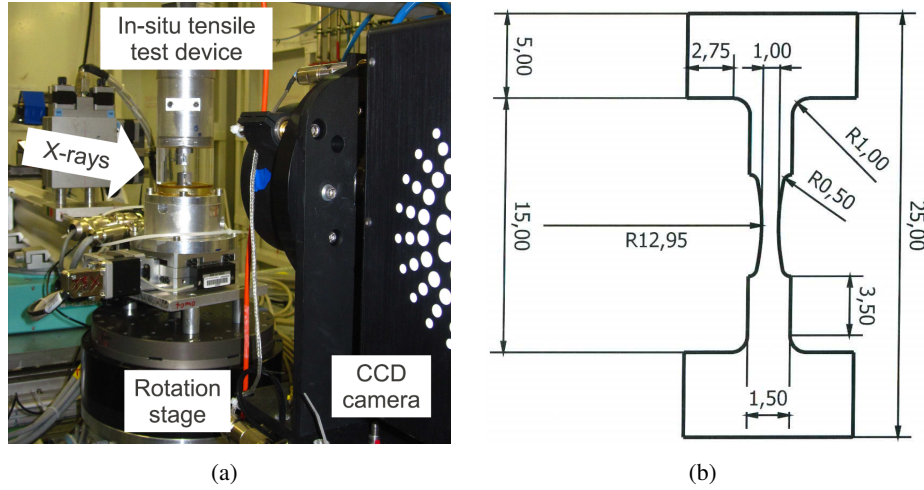 In-situ tensile
test device
X-rays
Rotation
stage
CCD
camera
(a)
5,00
2,75
1,00
R1,00
R0,50
15,00
R12,95
25,00
3,50
1,50
(b)